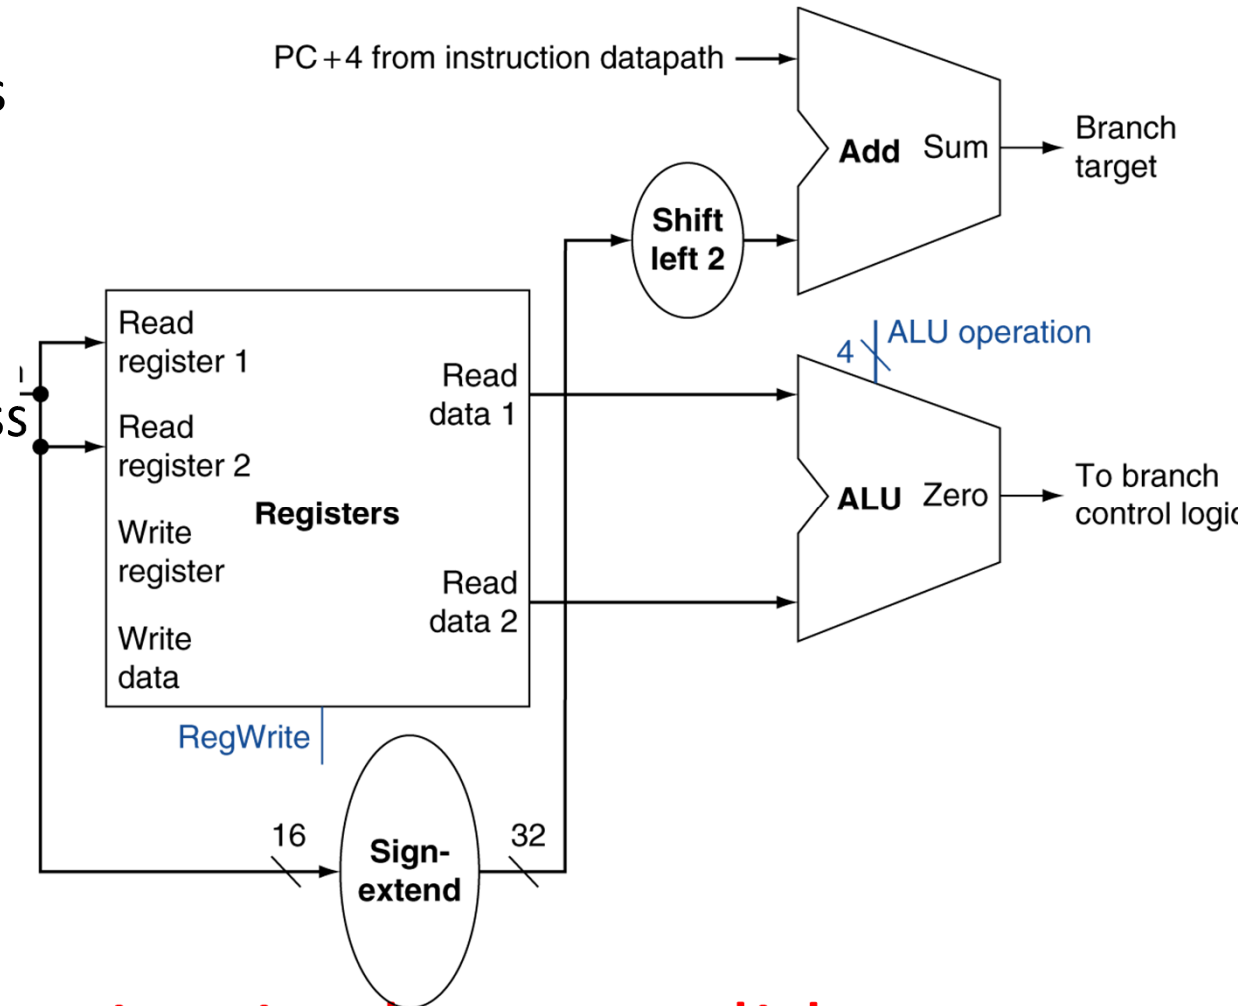 s
PC+4 from instruction datapath
Add Sum
Branch
target
Shift
left 2
ALU operation
4
Read
register 1
Read
data 1
ss
Read
register 2
Registers
ALU Zero
To branch
control logic
Write
register
Read
data 2
Write
data
RegWrite
16
32
Sign-
extend